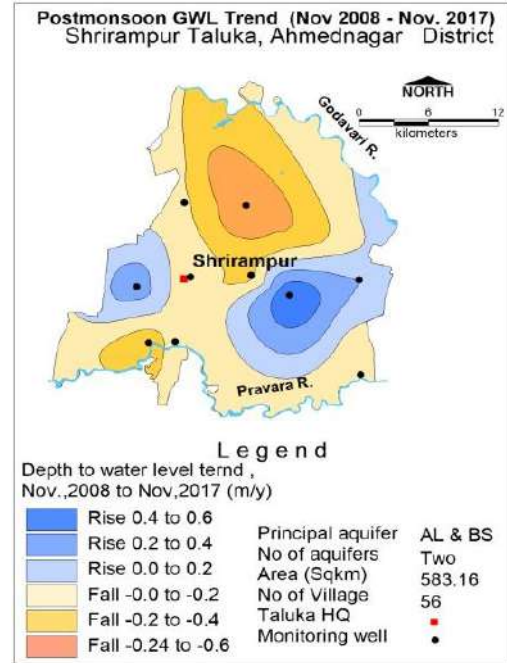 Postmonsoon GWL Trend (Nov 2008 - Nov. 2017)
Shrirampur Taluka, Ahmednagar District
NORTH
0 6 12
kilometers
Godavari R.
Shrirampur
Pravara R.
Legend
Depth to water level ternd ,
Nov.,2008 to Nov,2017 (m/y)
Rise 0.4 to 0.6
Rise 0.2 to 0.4
Rise 0.0 to 0.2
Fall -0.0 to -0.2
Fall -0.2 to -0.4
Fall -0.24 to -0.6
Principal aquifer AL & BS
No of aquifers Two
Area (Sqkm) 583.16
No of Village 56
Taluka HQ
Monitoring well